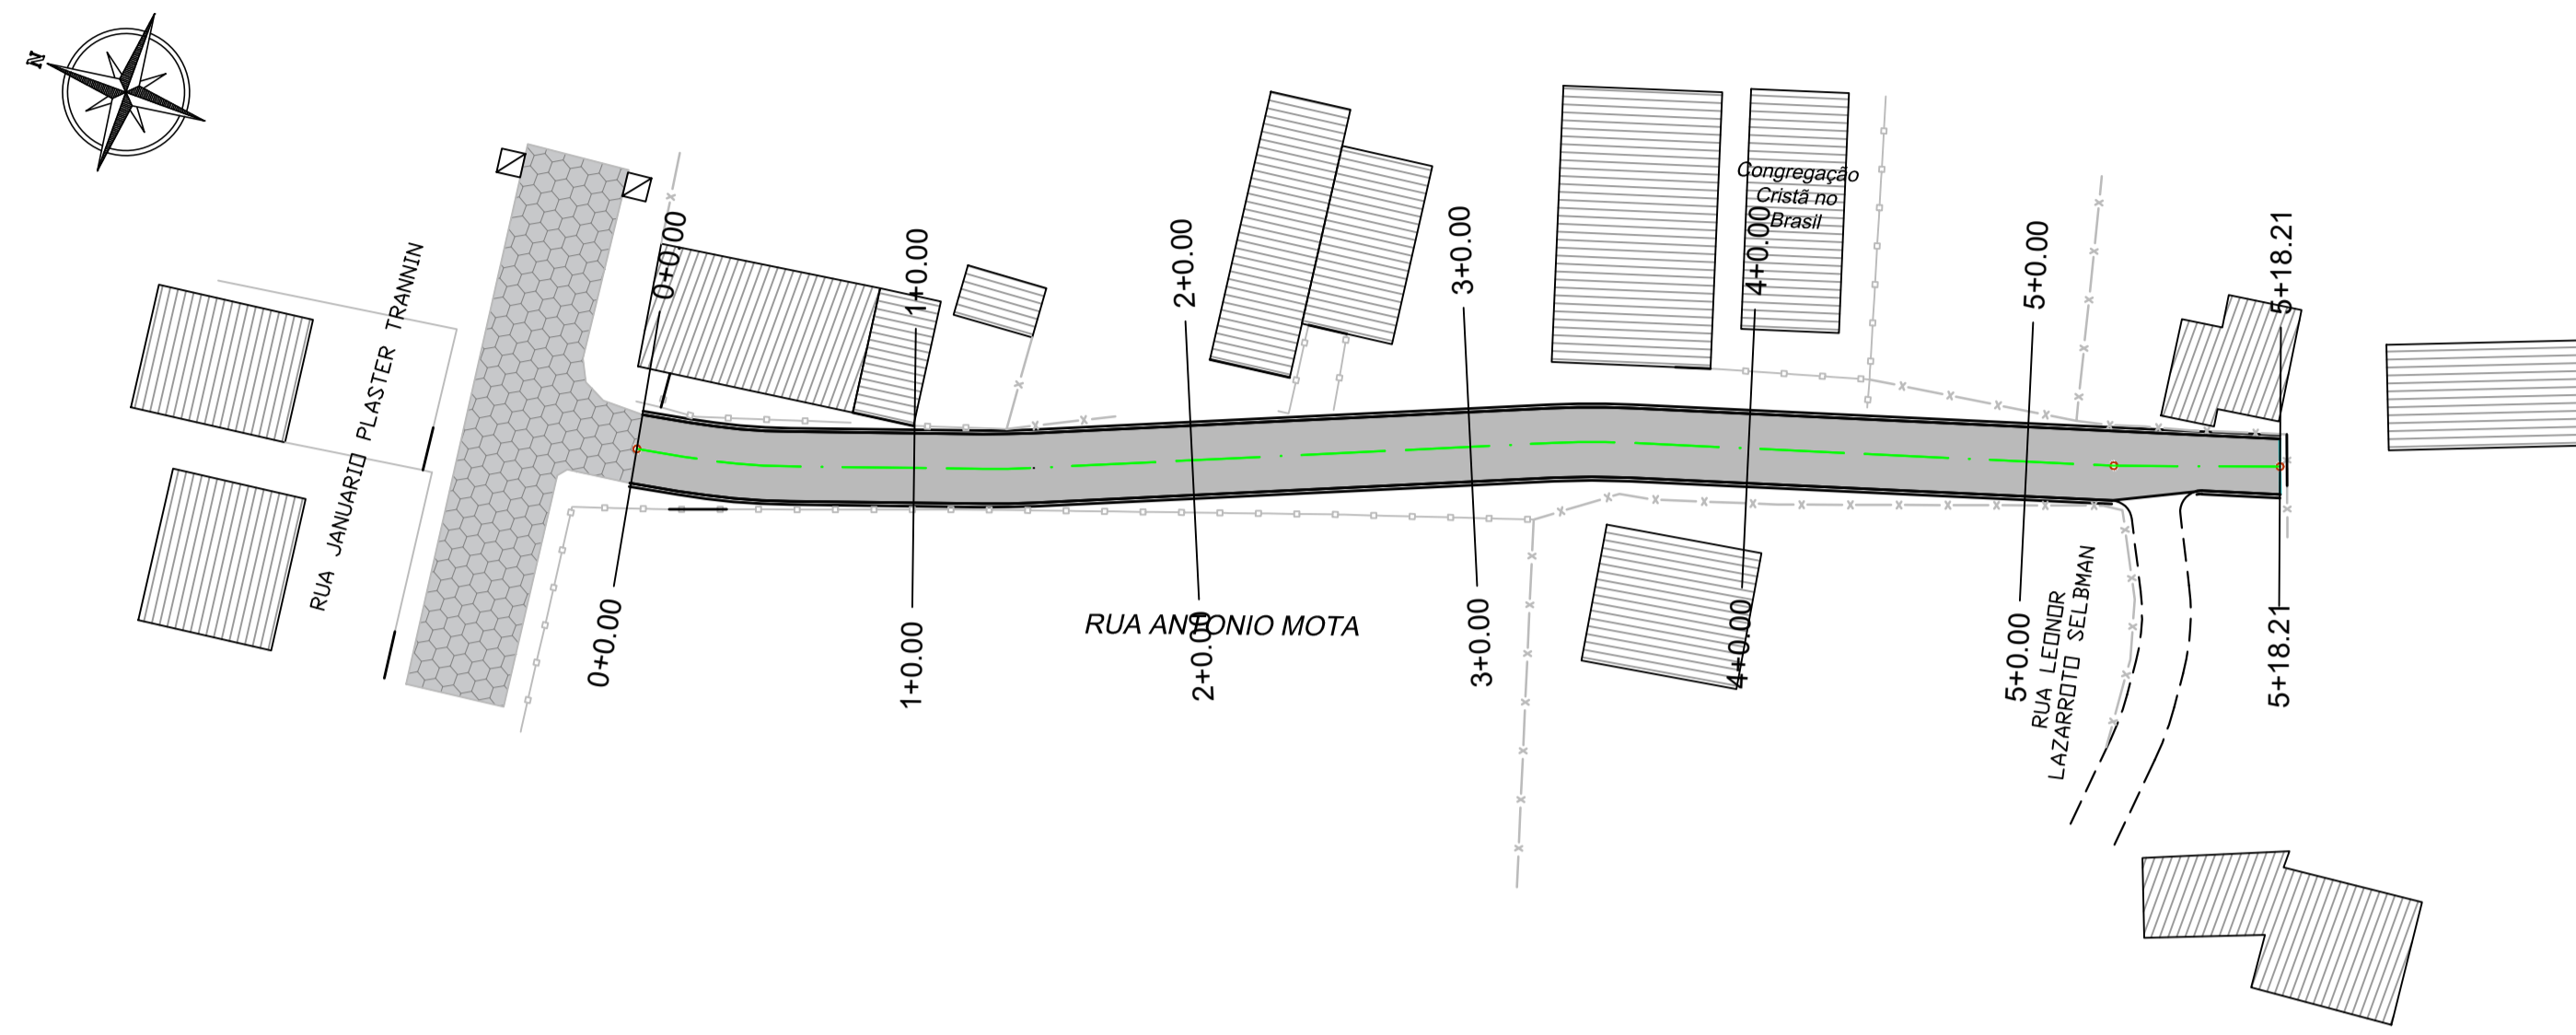 N
RUA JANUARIO PLASTER TRANNIN
0+0.00
1+0.00
2+0.00
3+0.00
4+0.00
Congregação
Cristã no
Brasil
5+0.00
5+18.21
0+0.00
1+0.00
RUA ANTONIO MOTA
2+0.00
3+0.00
4+0.00
5+0.00
RUA LEONOR
LAZARROTO SELBMAN
5+18.21